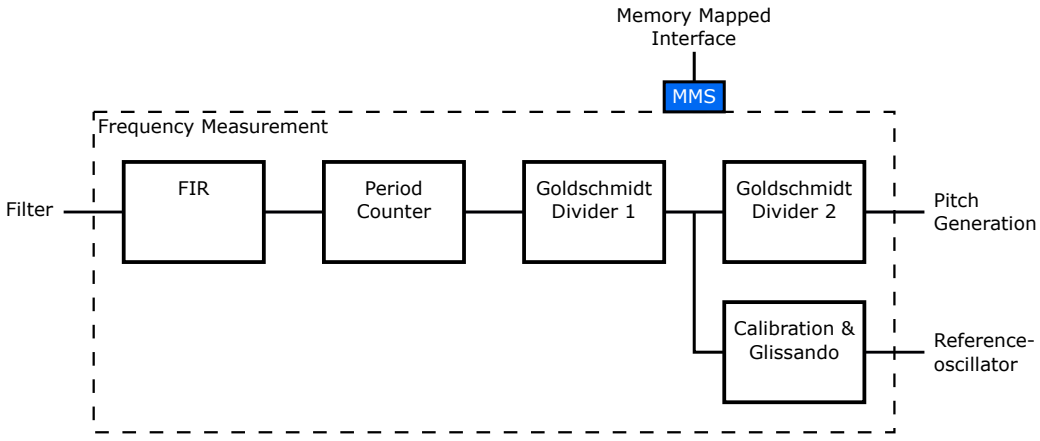 Memory Mapped
Interface
MMS
Frequency Measurement
FIR
Period
Counter
Goldschmidt
Divider 1
Goldschmidt
Divider 2
Filter
Pitch
Generation
Calibration &
Glissando
Reference-
oscillator